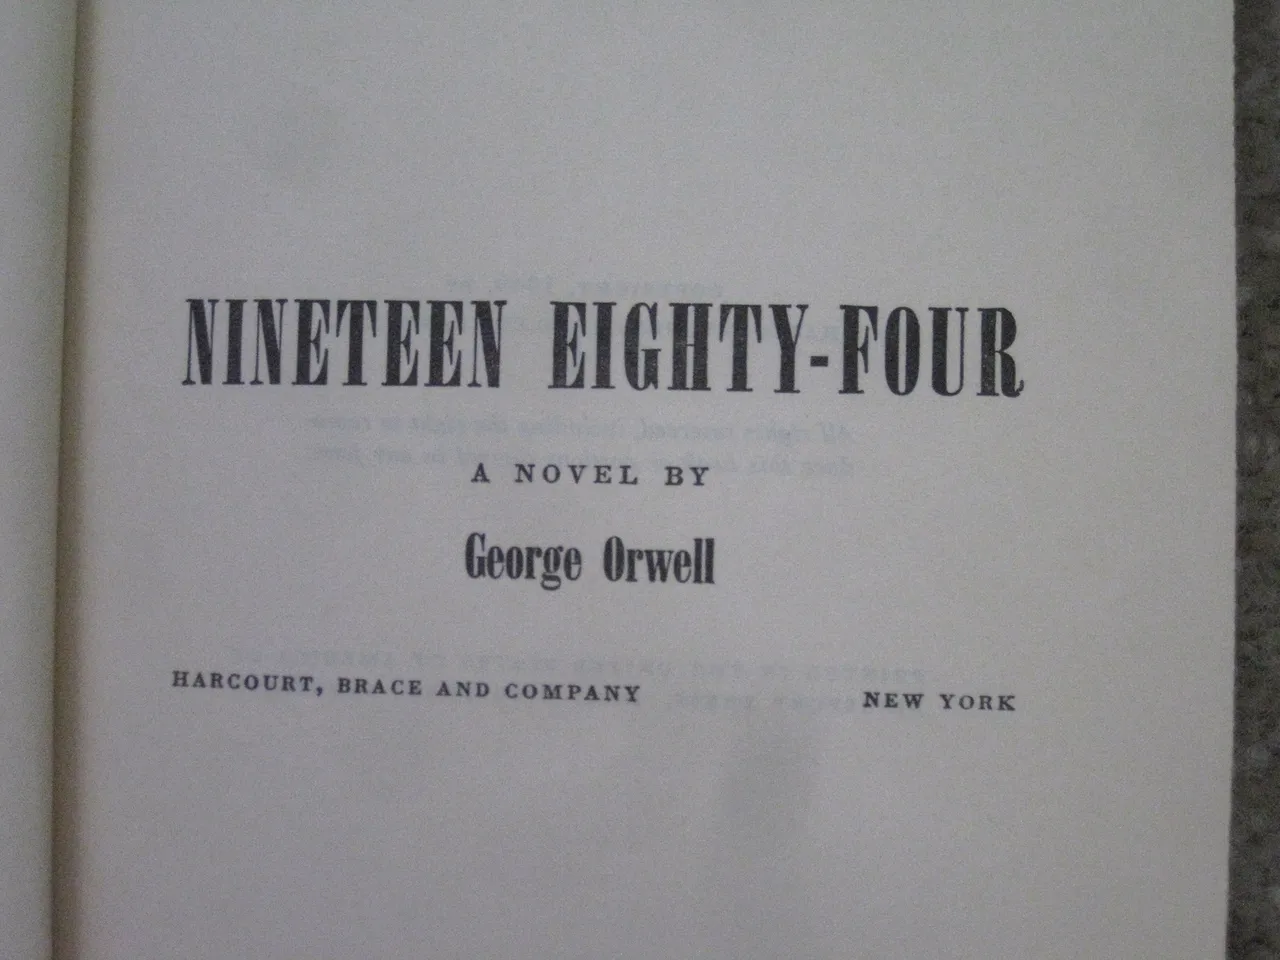 NINETEEN EIGHTY-FOUR
A NOVEL BY
George Orwell
HARCOURT, BRACE AND COMPANY NEW YORK